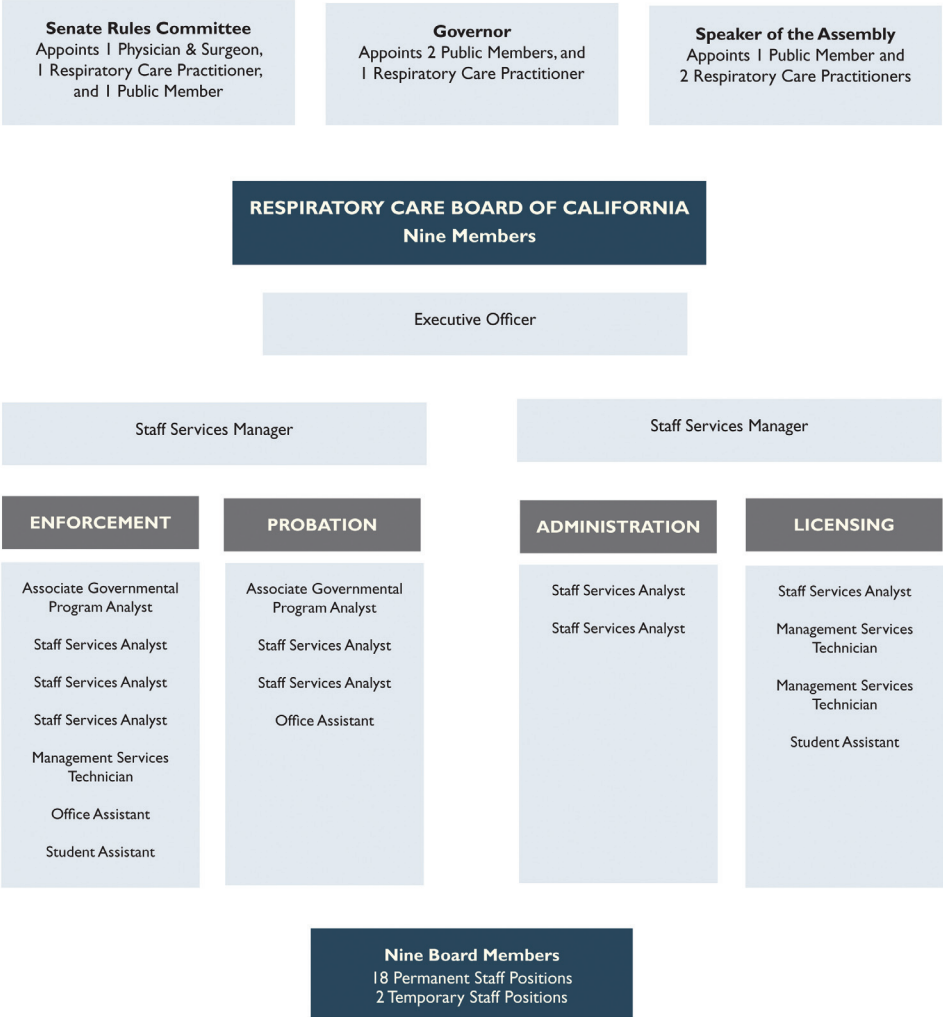 Senate Rules Committee
Appoints 1 Physician & Surgeon,
1 Respiratory Care Practitioner,
and 1 Public Member
Governor
Appoints 2 Public Members, and
1 Respiratory Care Practitioner
Speaker of the Assembly
Appoints 1 Public Member and
2 Respiratory Care Practitioners
RESPIRATORY CARE BOARD OF CALIFORNIA
Nine Members
Executive Officer
Staff Services Manager
Staff Services Manager
ENFORCEMENT
Associate Governmental
Program Analyst
Staff Services Analyst
Staff Services Analyst
Staff Services Analyst
Management Services
Technician
Office Assistant
Student Assistant
PROBATION
Associate Governmental
Program Analyst
Staff Services Analyst
Staff Services Analyst
Office Assistant
ADMINISTRATION
Staff Services Analyst
Staff Services Analyst
LICENSING
Staff Services Analyst
Management Services
Technician
Management Services
Technician
Student Assistant
Nine Board Members
18 Permanent Staff Positions
2 Temporary Staff Positions